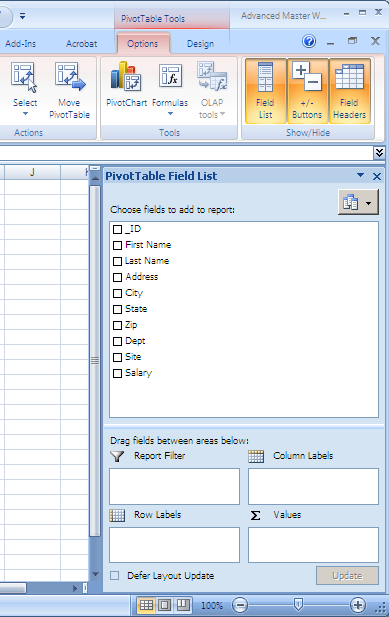 PivotTable Tools Advanced Master W...
Add-Ins Acrobat Options Design
Select Move PivotTable PivotChart Formulas OLAP tools Field List +/- Buttons Field Headers
Actions Tools Show/Hide
J
PivotTable Field List
Choose fields to add to report:
_ID
First Name
Last Name
Address
City
State
Zip
Dept
Site
Salary
Drag fields between areas below:
Report Filter Column Labels
Row Labels Σ Values
Defer Layout Update Update
100%